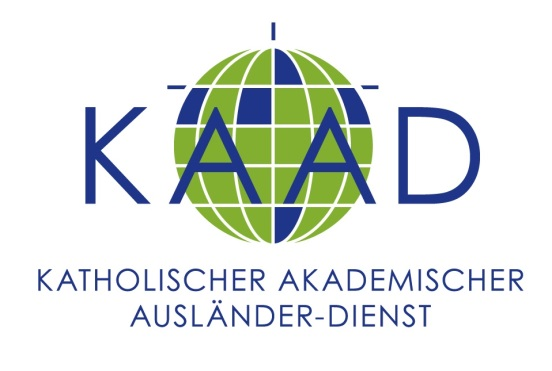 KAAD
KATHOLISCHER AKADEMISCHER
AUSLÄNDER-DIENST